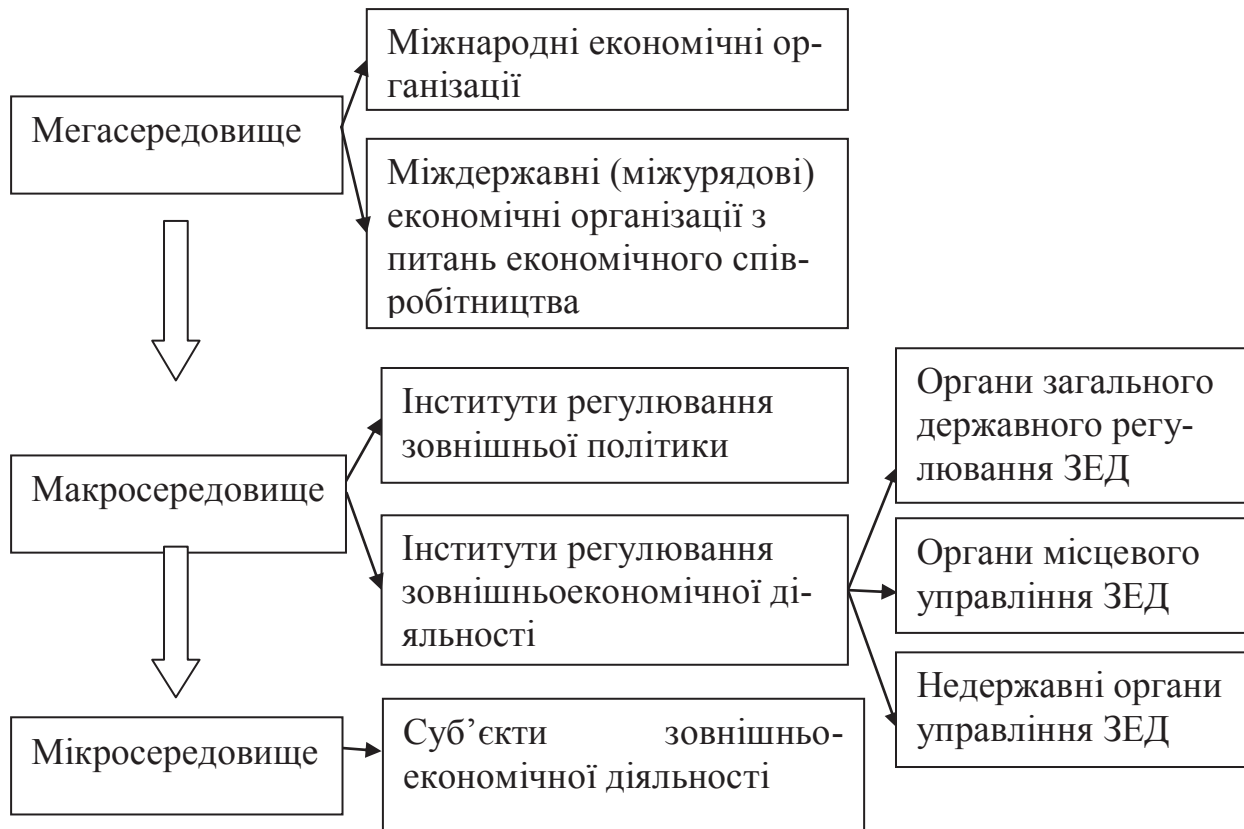 Міжнародні економічні ор-
ганізації
Мегасередовище
Міждержавні (міжурядові)
економічні організації з
питань економічного спів-
робітництва
Інститути регулювання
зовнішньої політики
Органи загального
державного регу-
лювання ЗЕД
Макросередовище
Інститути регулювання
зовнішньоекономічної ді-
яльності
Органи місцевого
управління ЗЕД
Недержавні органи
управління ЗЕД
Мікросередовище
Суб’єкти зовнішньо-
економічної діяльності